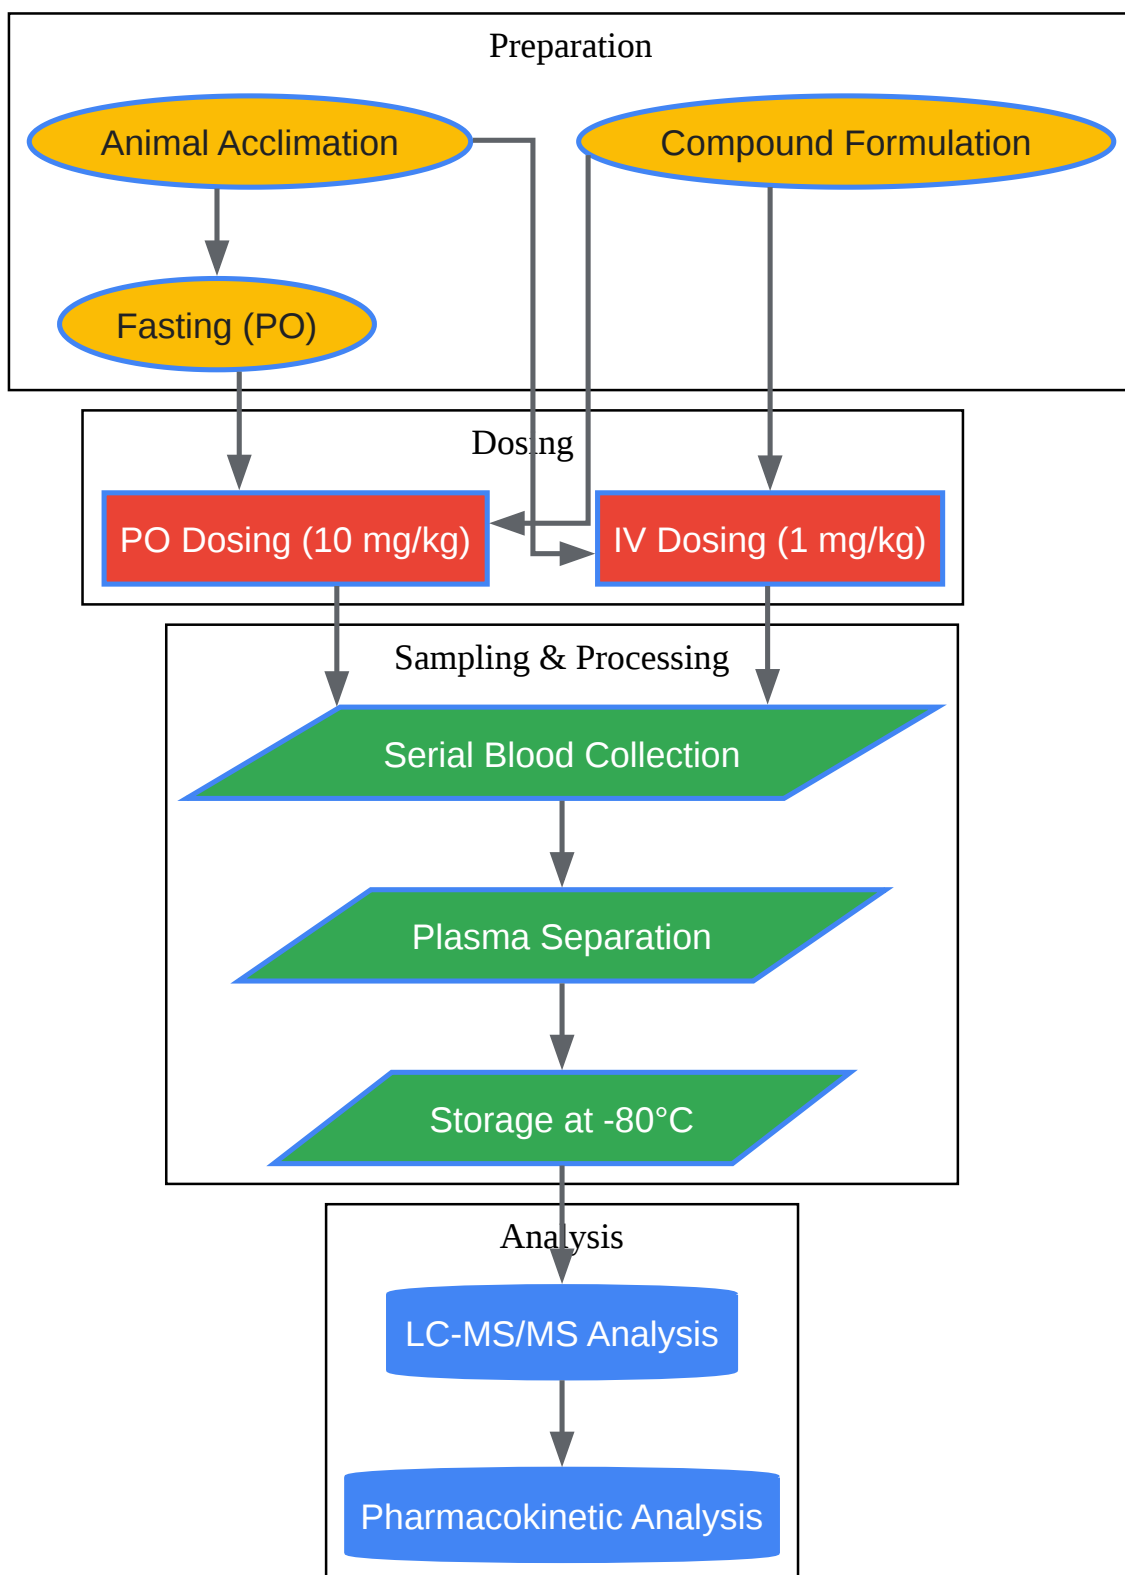 Preparation
Animal Acclimation
Compound Formulation
Fasting (PO)
Dosing
PO Dosing (10 mg/kg)
IV Dosing (1 mg/kg)
Sampling & Processing
Serial Blood Collection
Plasma Separation
Storage at -80°C
Analysis
LC-MS/MS Analysis
Pharmacokinetic Analysis